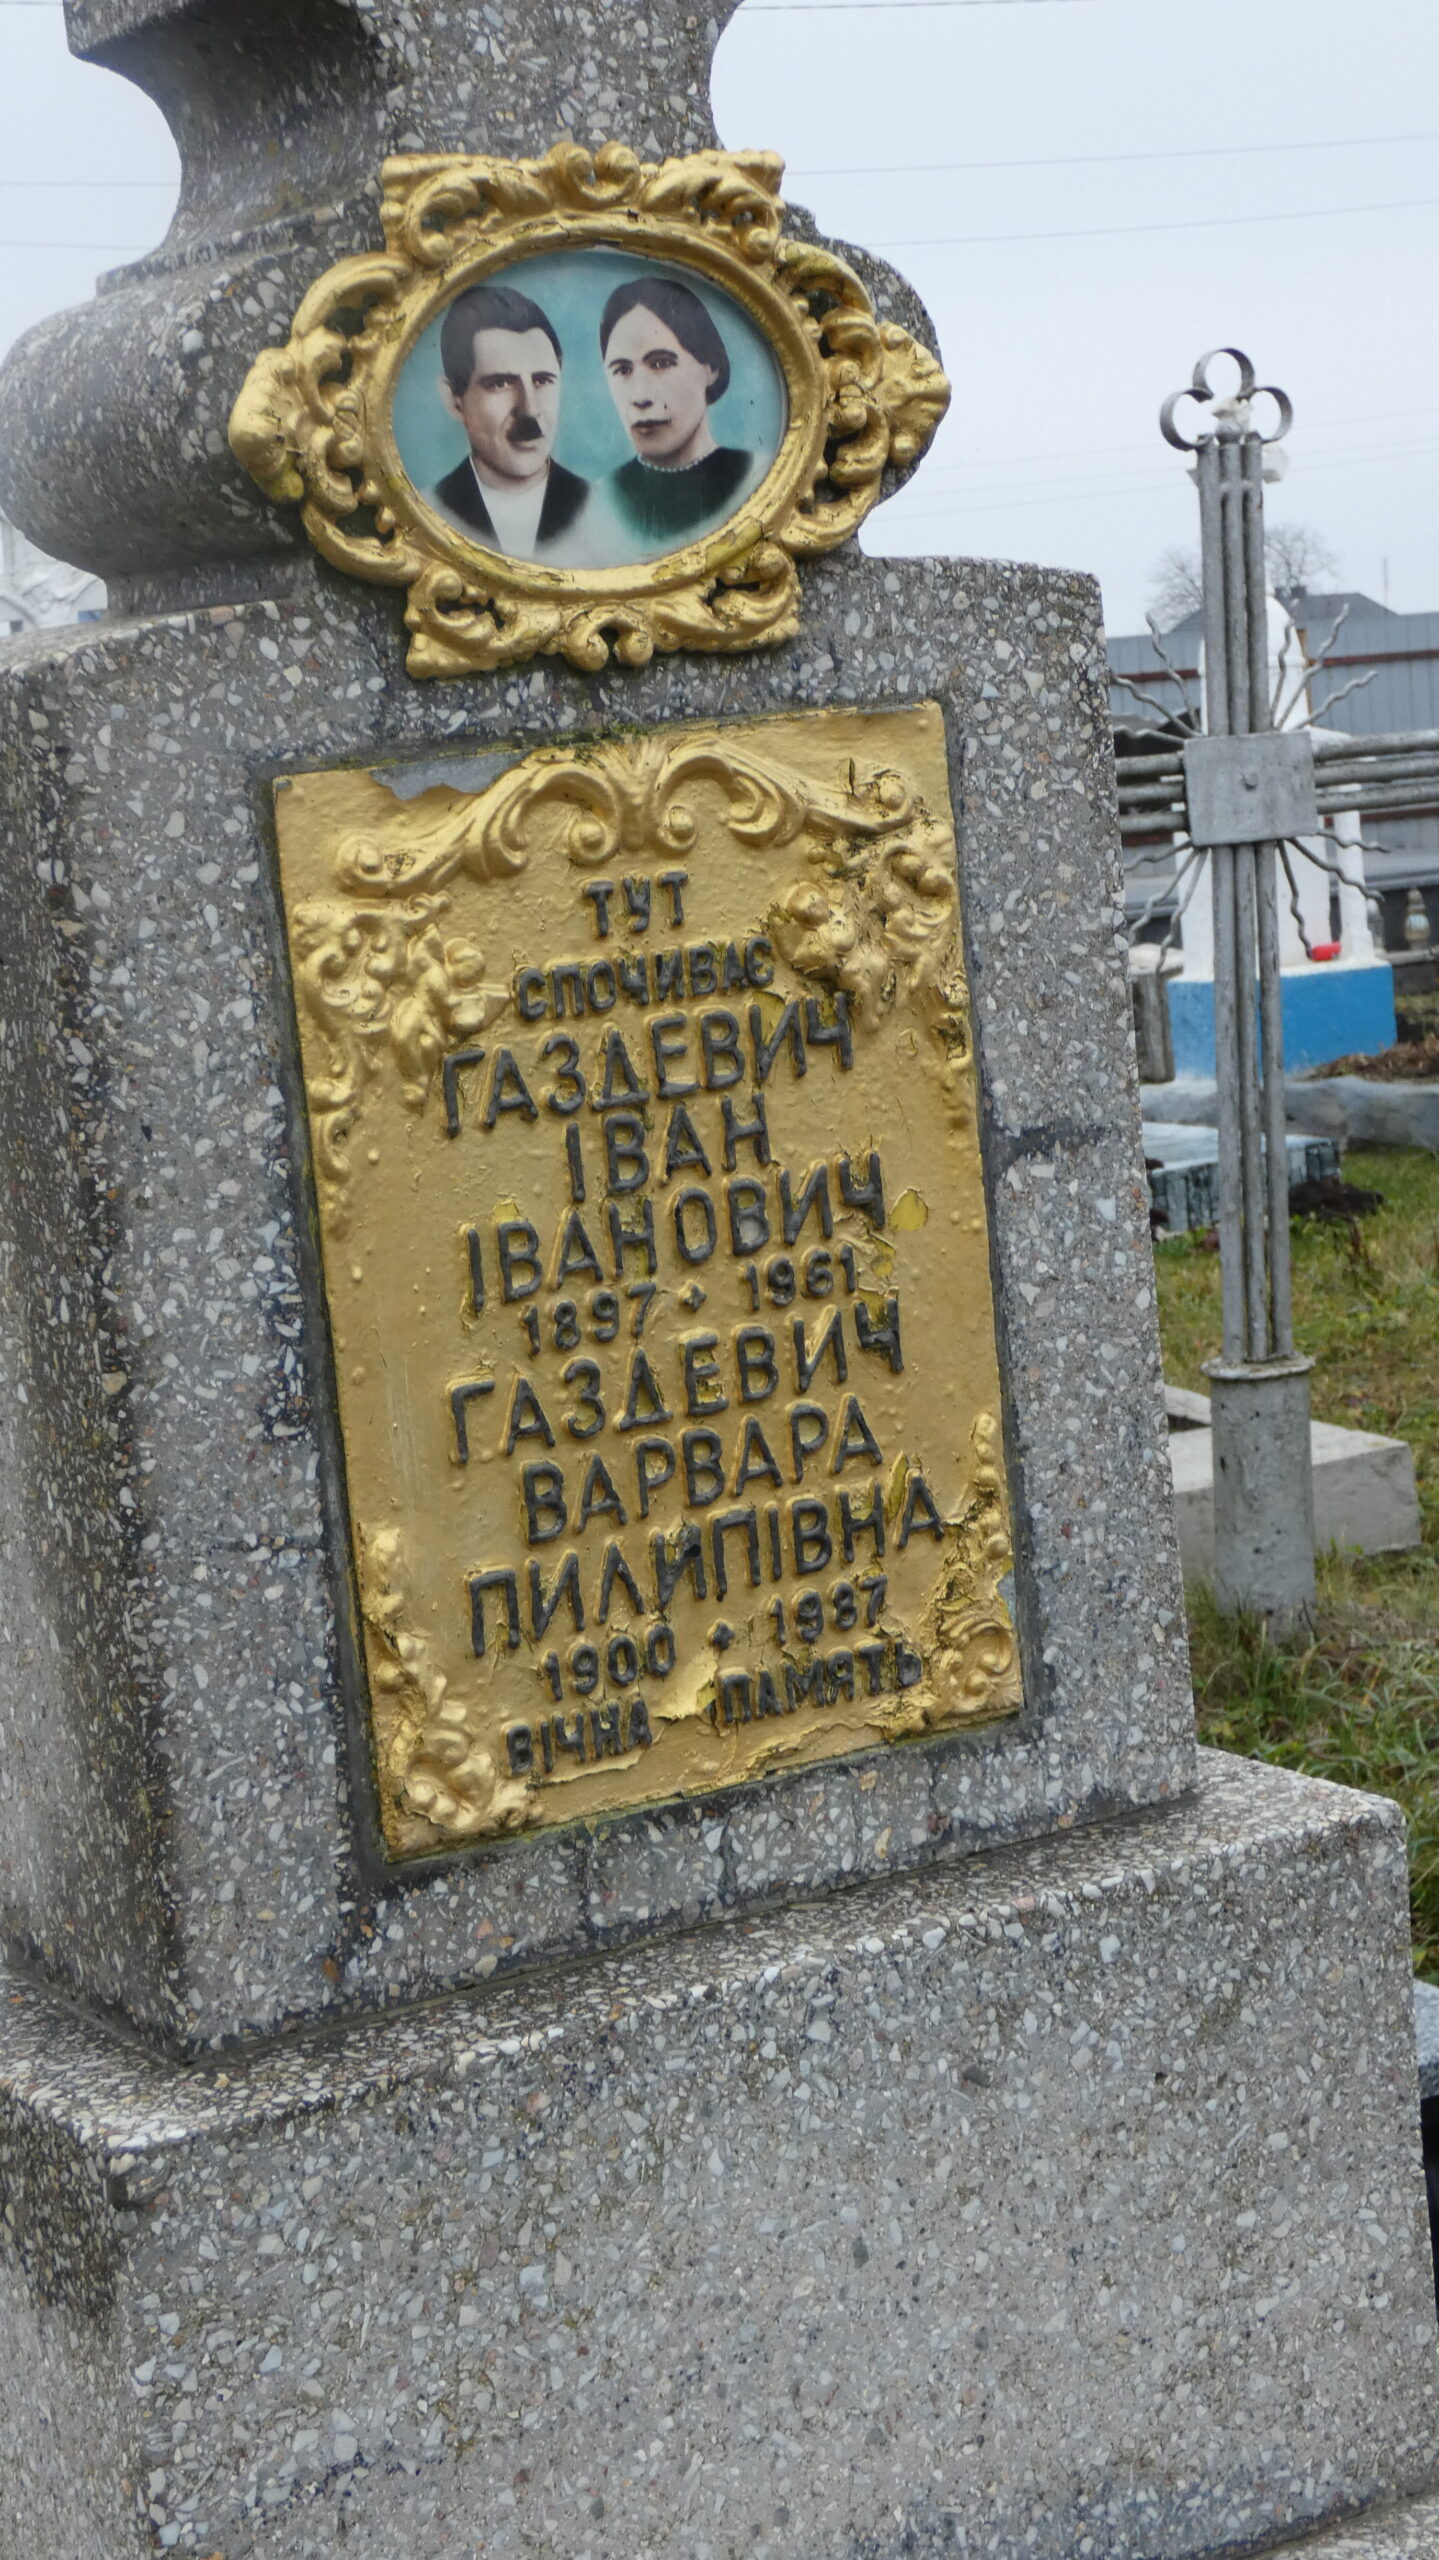 ТУТ
СПОЧИВАЄ
ГАЗДЕВИЧ
ІВАН
ІВАНОВИЧ
1897 + 1961
ГАЗДЕВИЧ
ВАРВАРА
ПИЛИПІВНА
1900 + 1987
ВІЧНА ПАМЯТЬ